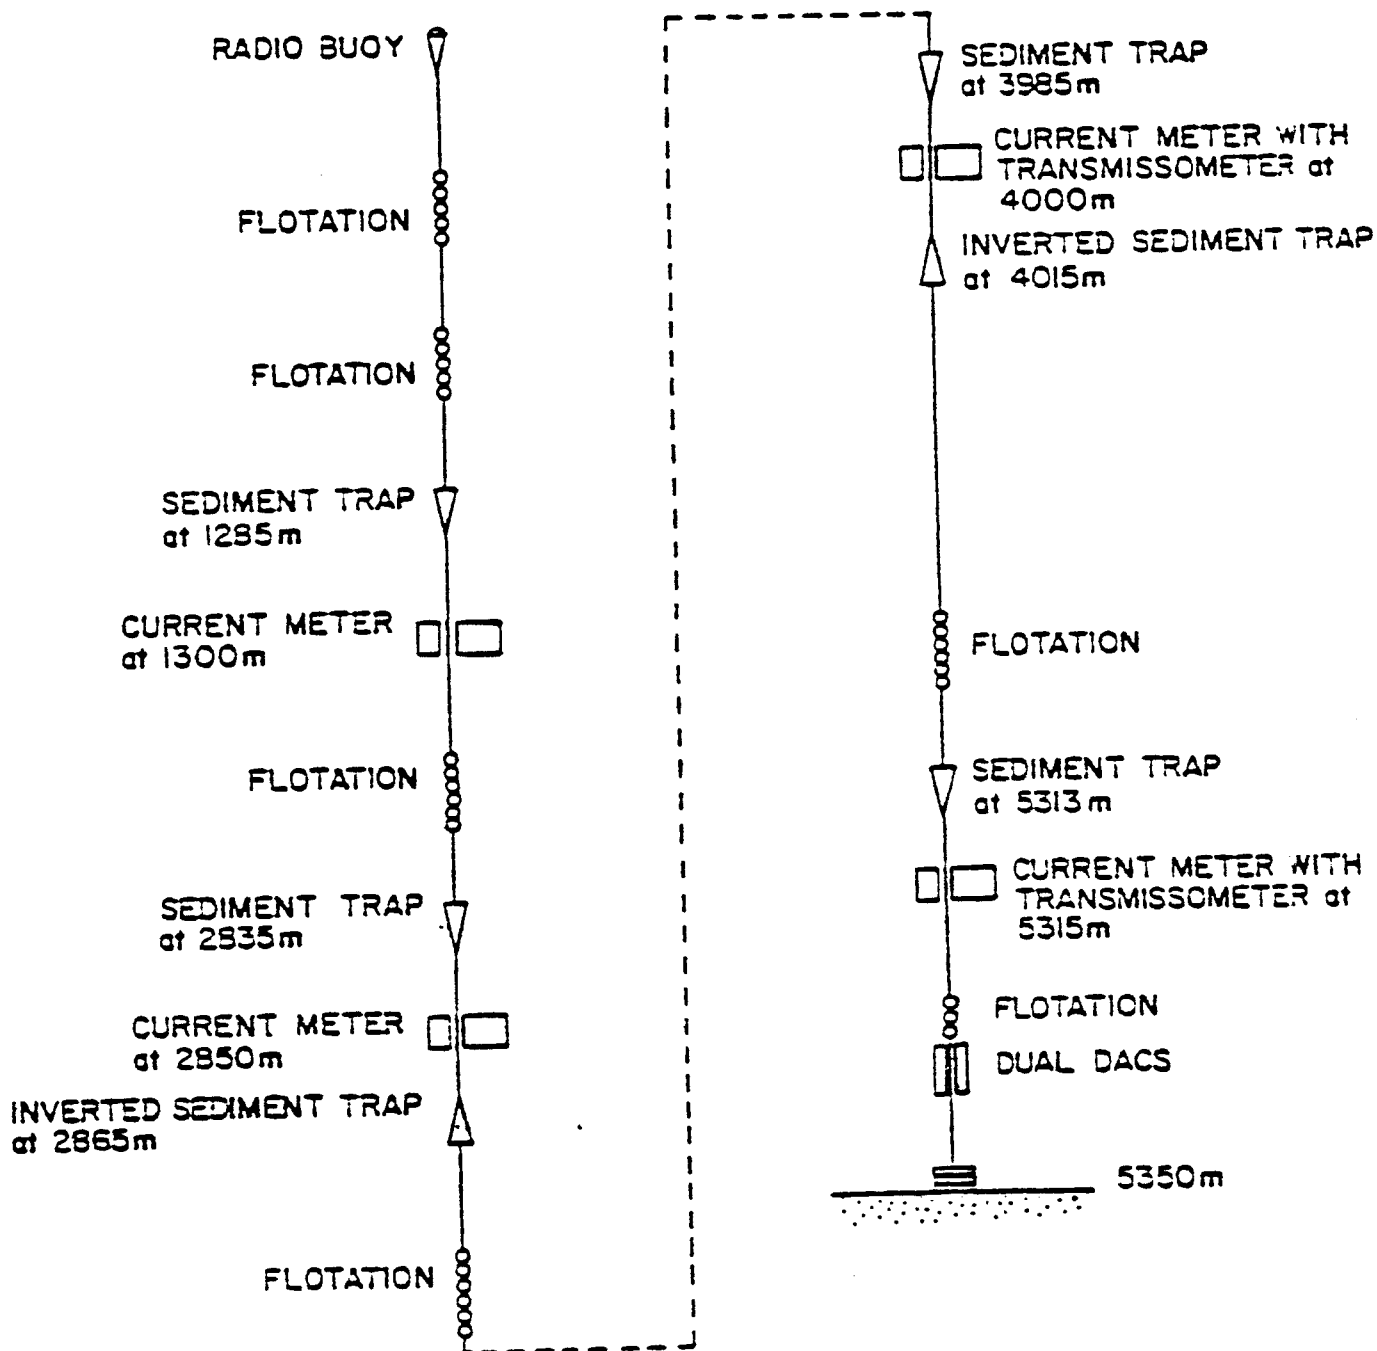 RADIO BUOY
FLOTATION
FLOTATION
SEDIMENT TRAP
at 1285m
CURRENT METER
at 1300m
FLOTATION
SEDIMENT TRAP
at 2835m
CURRENT METER
at 2850m
INVERTED SEDIMENT TRAP
at 2865m
FLOTATION
SEDIMENT TRAP
at 3985m
CURRENT METER WITH
TRANSMISSOMETER at
4000m
INVERTED SEDIMENT TRAP
at 4015m
FLOTATION
SEDIMENT TRAP
at 5313m
CURRENT METER WITH
TRANSMISSOMETER at
5315m
FLOTATION
DUAL DACS
5350m